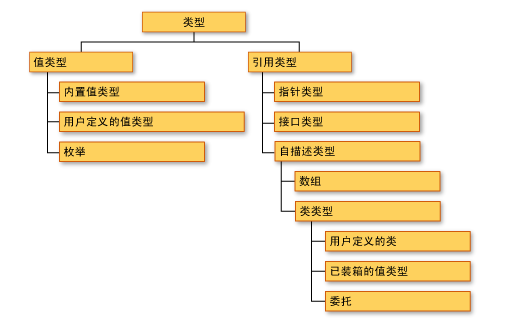 类型
值类型
内置值类型
用户定义的值类型
枚举
引用类型
指针类型
接口类型
自描述类型
数组
类类型
用户定义的类
已装箱的值类型
委托